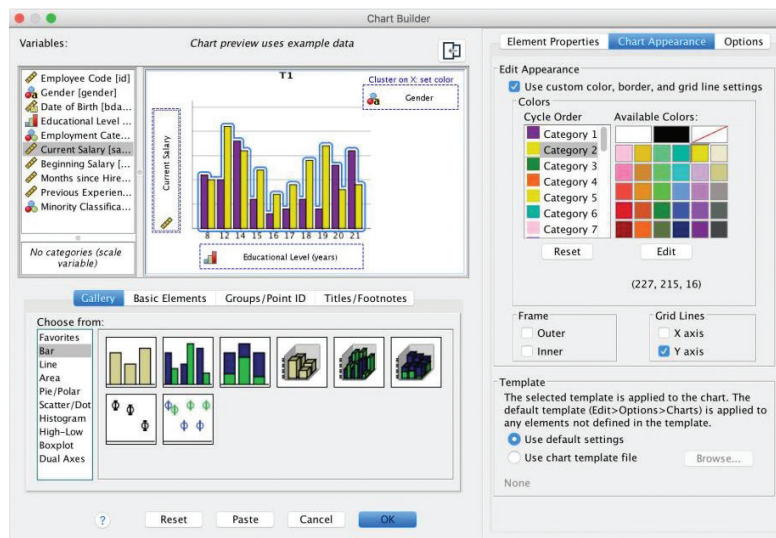 Chart Builder
Variables:
Chart preview uses example data
Employee Code [id]
Gender [gender]
Date of Birth [bda...
Educational Level ...
Employment Cate...
Current Salary [sa...
Beginning Salary [...
Months since Hire...
Previous Experien...
Minority Classifica...
No categories (scale
variable)
T1
Cluster on X: set color
Gender
Current Salary
8 12 14 15 16 17 18 19 20 21
Educational Level (years)
Gallery Basic Elements Groups/Point ID Titles/Footnotes
Choose from:
Favorites
Bar
Line
Area
Pie/Polar
Scatter/Dot
Histogram
High-Low
Boxplot
Dual Axes
? Reset Paste Cancel OK
Element Properties Chart Appearance Options
Edit Appearance
Use custom color, border, and grid line settings
Colors
Cycle Order Available Colors:
Category 1
Category 2
Category 3
Category 4
Category 5
Category 6
Category 7
Reset Edit
(227, 215, 16)
Frame
Outer
Inner
Grid Lines
X axis
Y axis
Template
The selected template is applied to the chart. The
default template (Edit>Options>Charts) is applied to
any elements not defined in the template.
Use default settings
Use chart template file Browse...
None